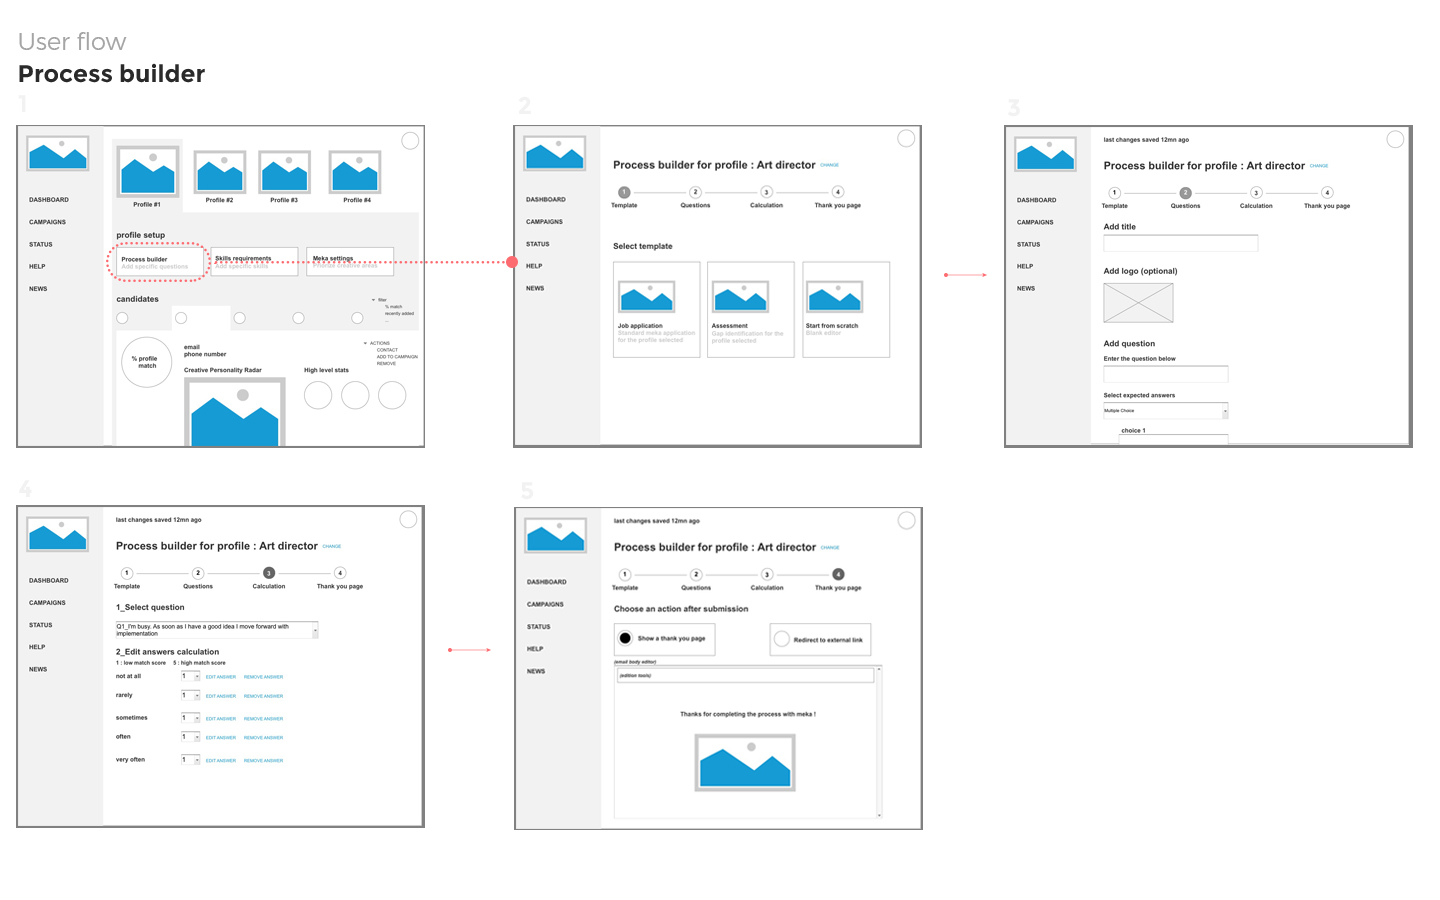 User flow
Process builder
1
DASHBOARD
CAMPAIGNS
STATUS
HELP
NEWS
Profile #1
Profile #2
Profile #3
Profile #4
profile setup
Process builder
Add specific questions
Skills requirements
Add specific skills
Meka settings
Prioritize creative areas
candidates
filter
% match
recently added
...
% profile
match
email
phone number
ACTIONS
CONTACT
ADD TO CAMPAIGN
REMOVE
Creative Personality Radar
High level stats
2
DASHBOARD
CAMPAIGNS
STATUS
HELP
NEWS
Process builder for profile : Art director CHANGE
1
2
3
4
Template
Questions
Calculation
Thank you page
Select template
Job application
Standard meka application
for the profile selected
Assessment
Gap identification for the
profile selected
Start from scratch
Blank editor
3
DASHBOARD
CAMPAIGNS
STATUS
HELP
NEWS
last changes saved 12mn ago
Process builder for profile : Art director CHANGE
1
2
3
4
Template
Questions
Calculation
Thank you page
Add title
Add logo (optional)
Add question
Enter the question below
Select expected answers
Multiple Choice
choice 1
4
DASHBOARD
CAMPAIGNS
STATUS
HELP
NEWS
last changes saved 12mn ago
Process builder for profile : Art director CHANGE
1
2
3
4
Template
Questions
Calculation
Thank you page
1_Select question
Q1_I'm busy. As soon as I have a good idea I move forward with
implementation
2_Edit answers calculation
1 : low match score 5 : high match score
not at all 1 EDIT ANSWER REMOVE ANSWER
rarely 1 EDIT ANSWER REMOVE ANSWER
sometimes 1 EDIT ANSWER REMOVE ANSWER
often 1 EDIT ANSWER REMOVE ANSWER
very often 1 EDIT ANSWER REMOVE ANSWER
5
DASHBOARD
CAMPAIGNS
STATUS
HELP
NEWS
last changes saved 12mn ago
Process builder for profile : Art director CHANGE
1
2
3
4
Template
Questions
Calculation
Thank you page
Choose an action after submission
Show a thank you page
Redirect to external link
(email body editor)
(edition tools)
Thanks for completing the process with meka !